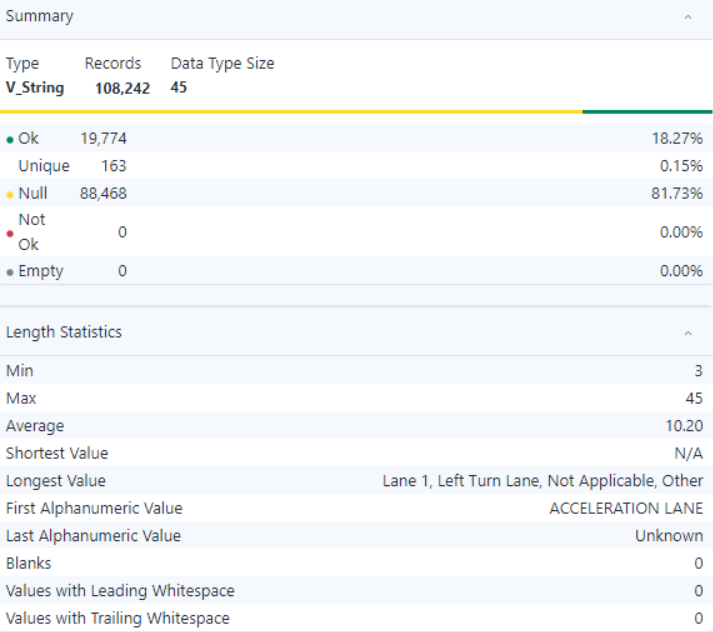 Summary
Type Records Data Type Size
V_String 108,242 45
Ok 19,774 18.27%
Unique 163 0.15%
Null 88,468 81.73%
Not
Ok 0 0.00%
Empty 0 0.00%
Length Statistics
Min 3
Max 45
Average 10.20
Shortest Value N/A
Longest Value Lane 1, Left Turn Lane, Not Applicable, Other
First Alphanumeric Value ACCELERATION LANE
Last Alphanumeric Value Unknown
Blanks 0
Values with Leading Whitespace 0
Values with Trailing Whitespace 0